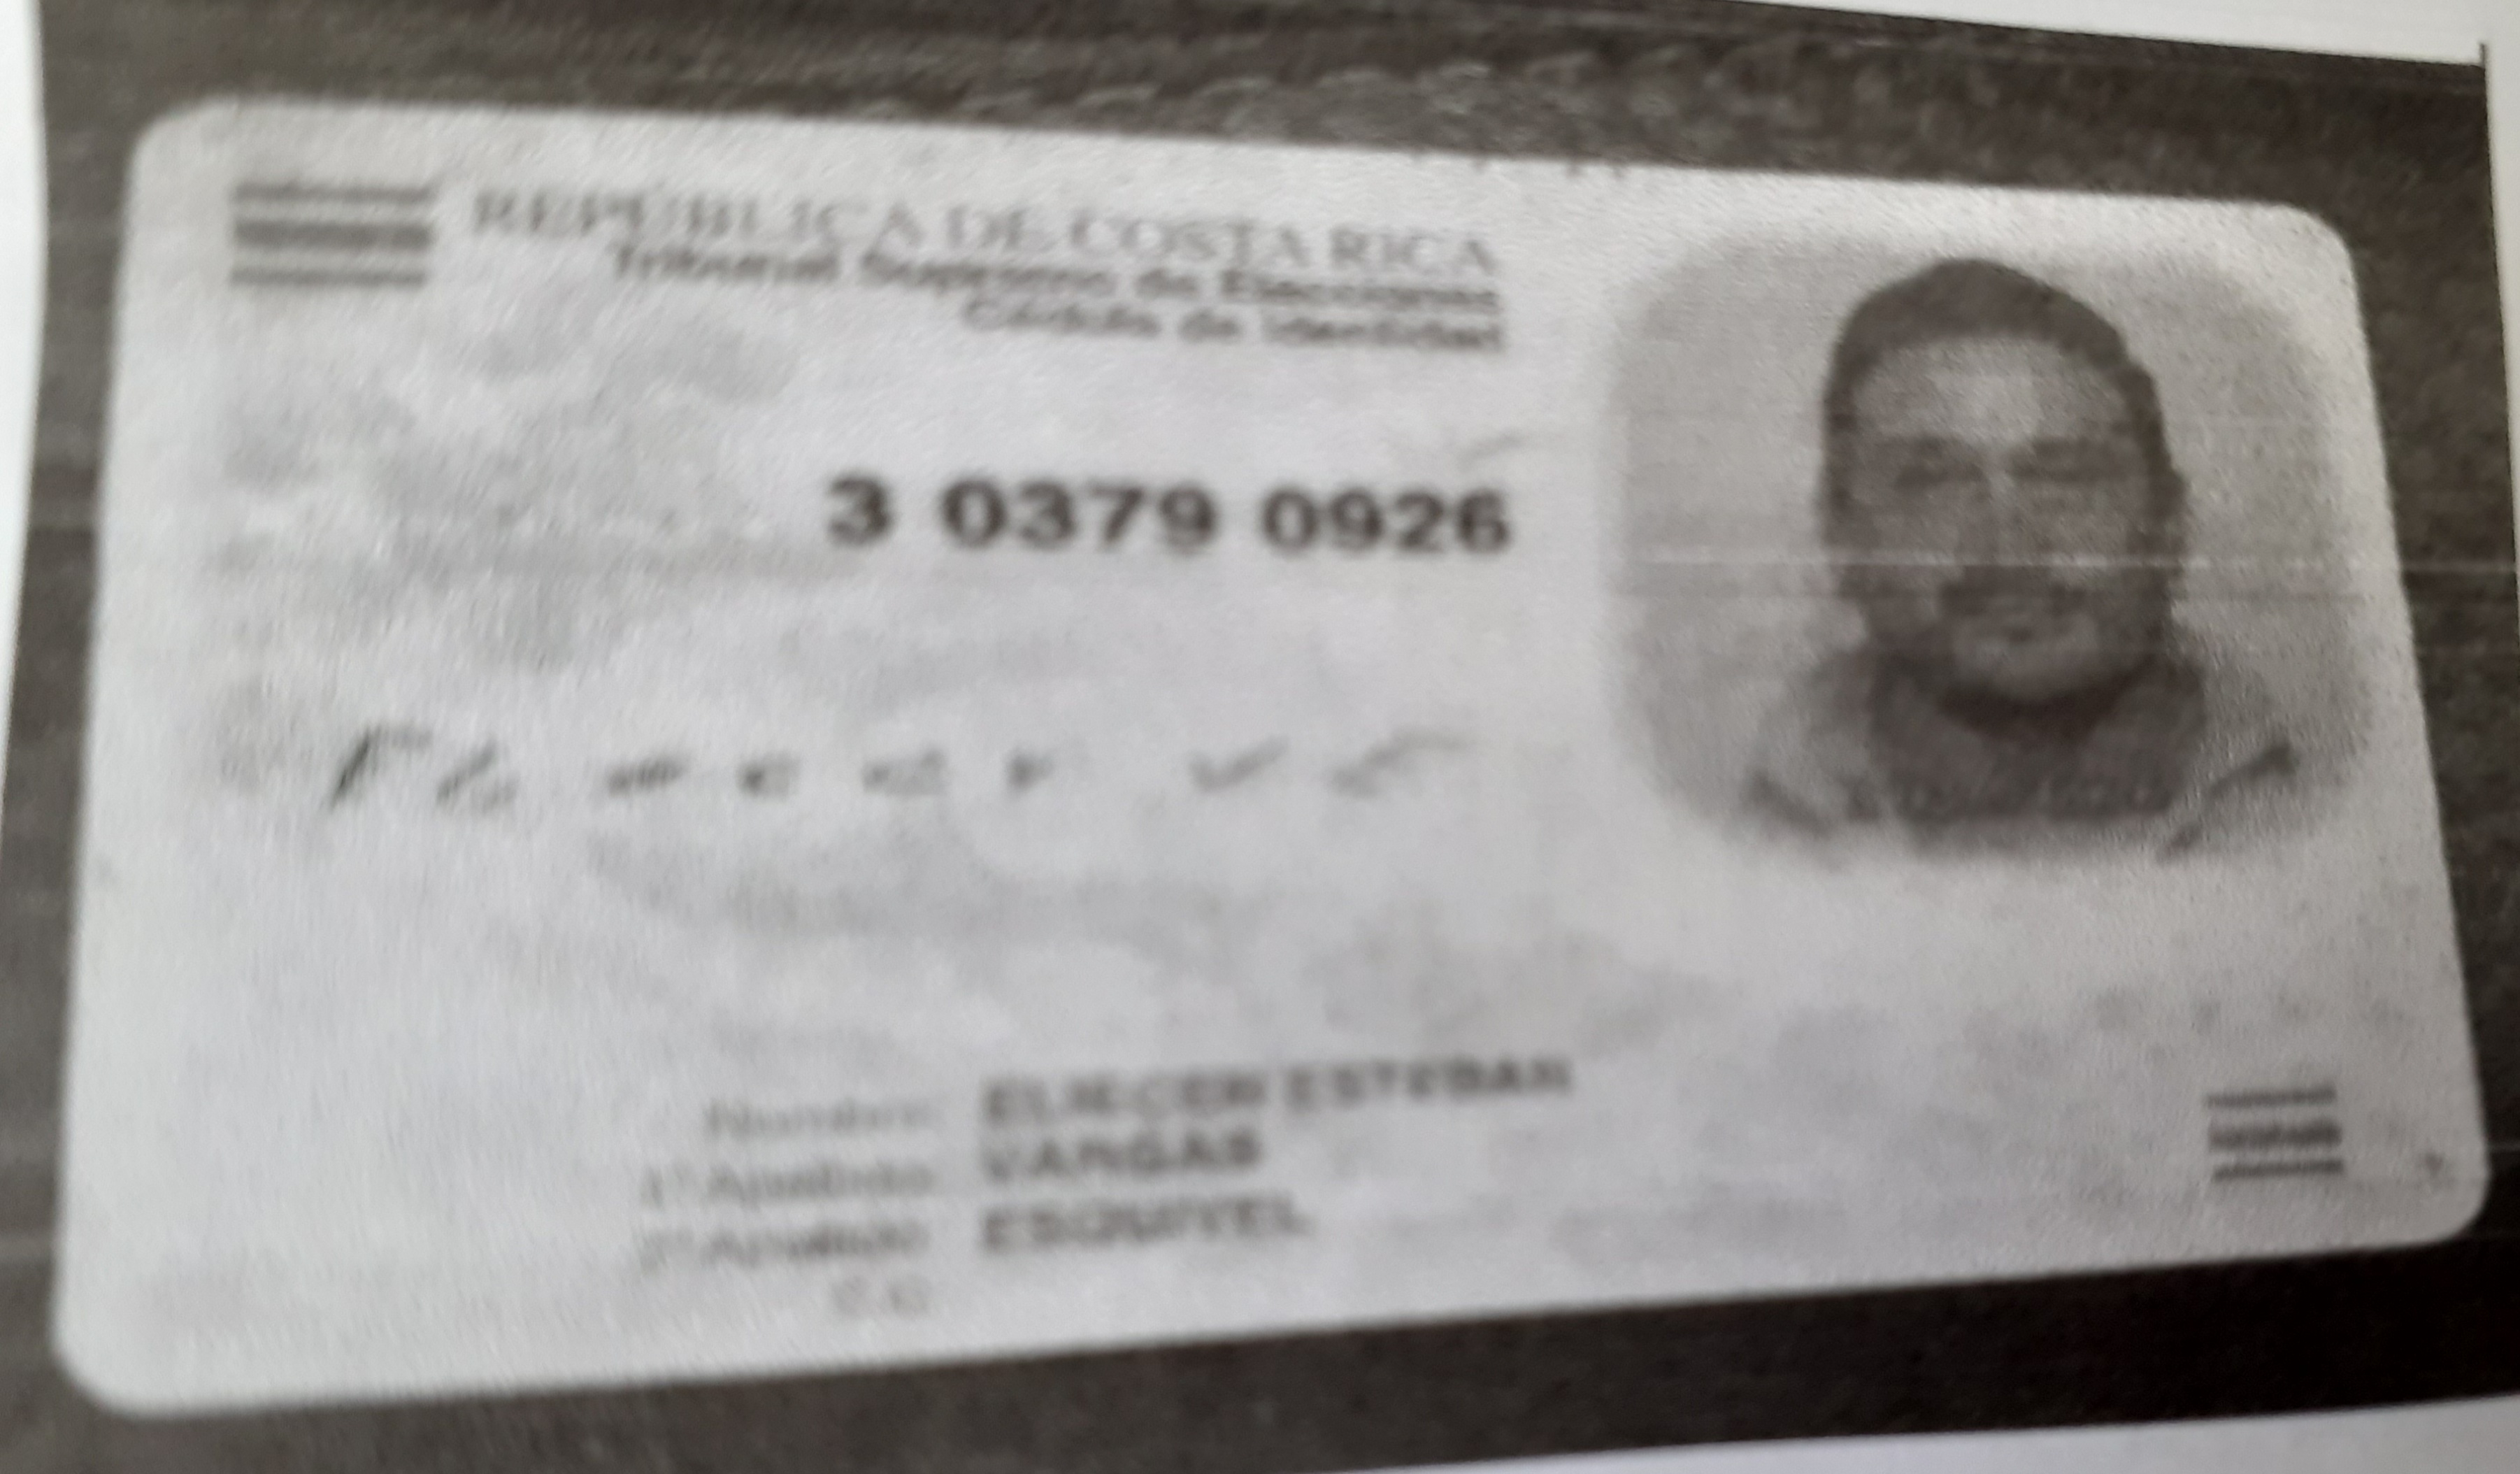 REPUBLICA DE COSTA RICA
Tribunal Supremo de Elecciones
Cédula de Identidad
3 0379 0926
Nombre: ELIECER ESTEBAN
1° Apellido: VARGAS
2° Apellido: ESQUIVEL